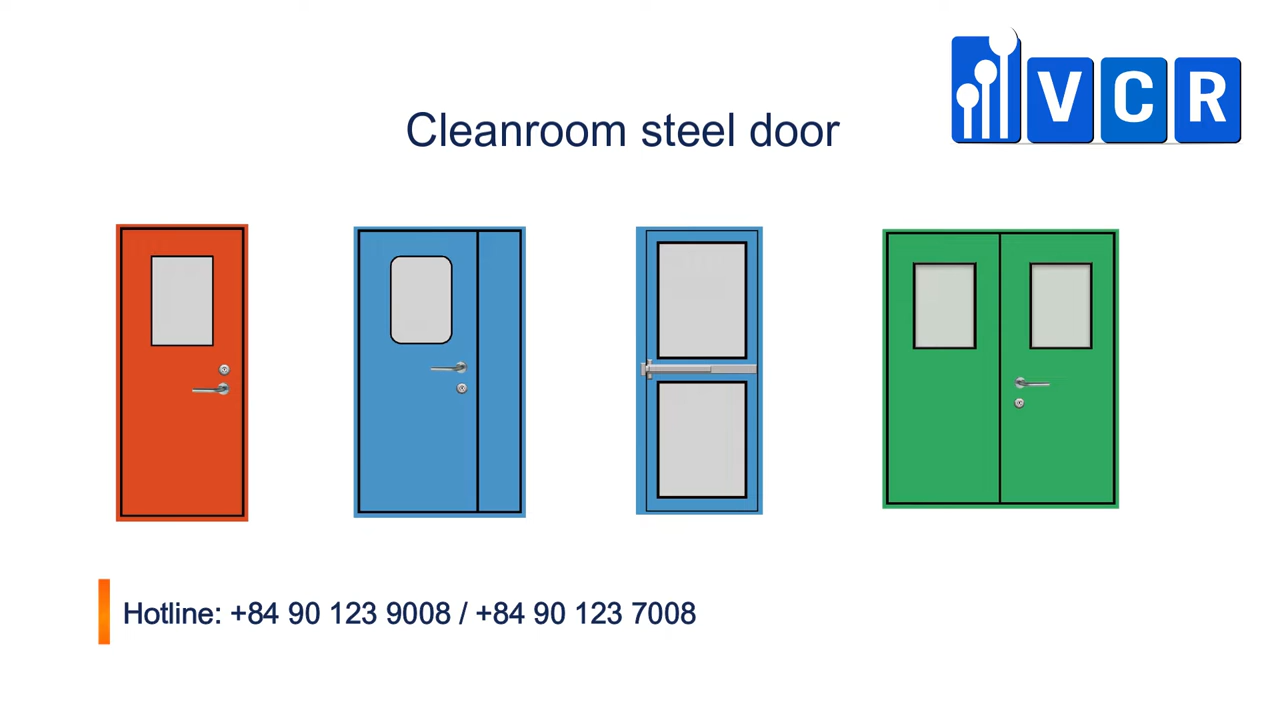 VCR
Cleanroom steel door
Hotline: +84 90 123 9008 / +84 90 123 7008